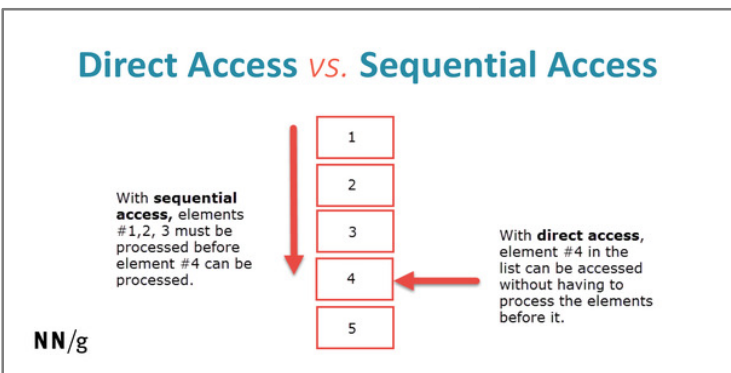 Direct Access vs. Sequential Access
With sequential
access, elements
#1,2, 3 must be
processed before
element #4 can be
processed.
1
2
3
4
5
With direct access,
element #4 in the
list can be accessed
without having to
process the elements
before it.
NN/g